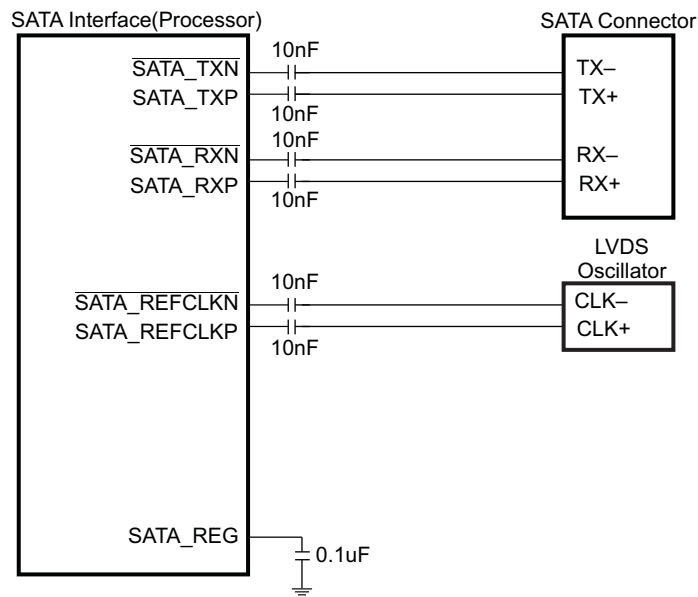 SATA Interface(Processor)
SATA Connector
10nF
SATA_TXN
TX–
SATA_TXP
TX+
10nF
10nF
SATA_RXN
RX–
SATA_RXP
RX+
10nF
LVDS
Oscillator
10nF
SATA_REFCLKN
CLK–
SATA_REFCLKP
CLK+
10nF
SATA_REG
0.1uF